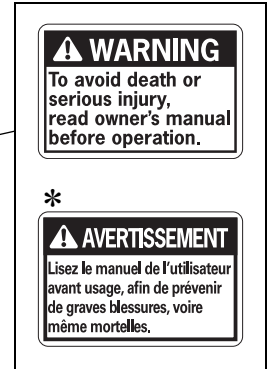 ⚠ WARNING
To avoid death or
serious injury,
read owner's manual
before operation.
*
⚠ AVERTISSEMENT
Lisez le manuel de l'utilisateur
avant usage, afin de prévenir
de graves blessures, voire
même mortelles.